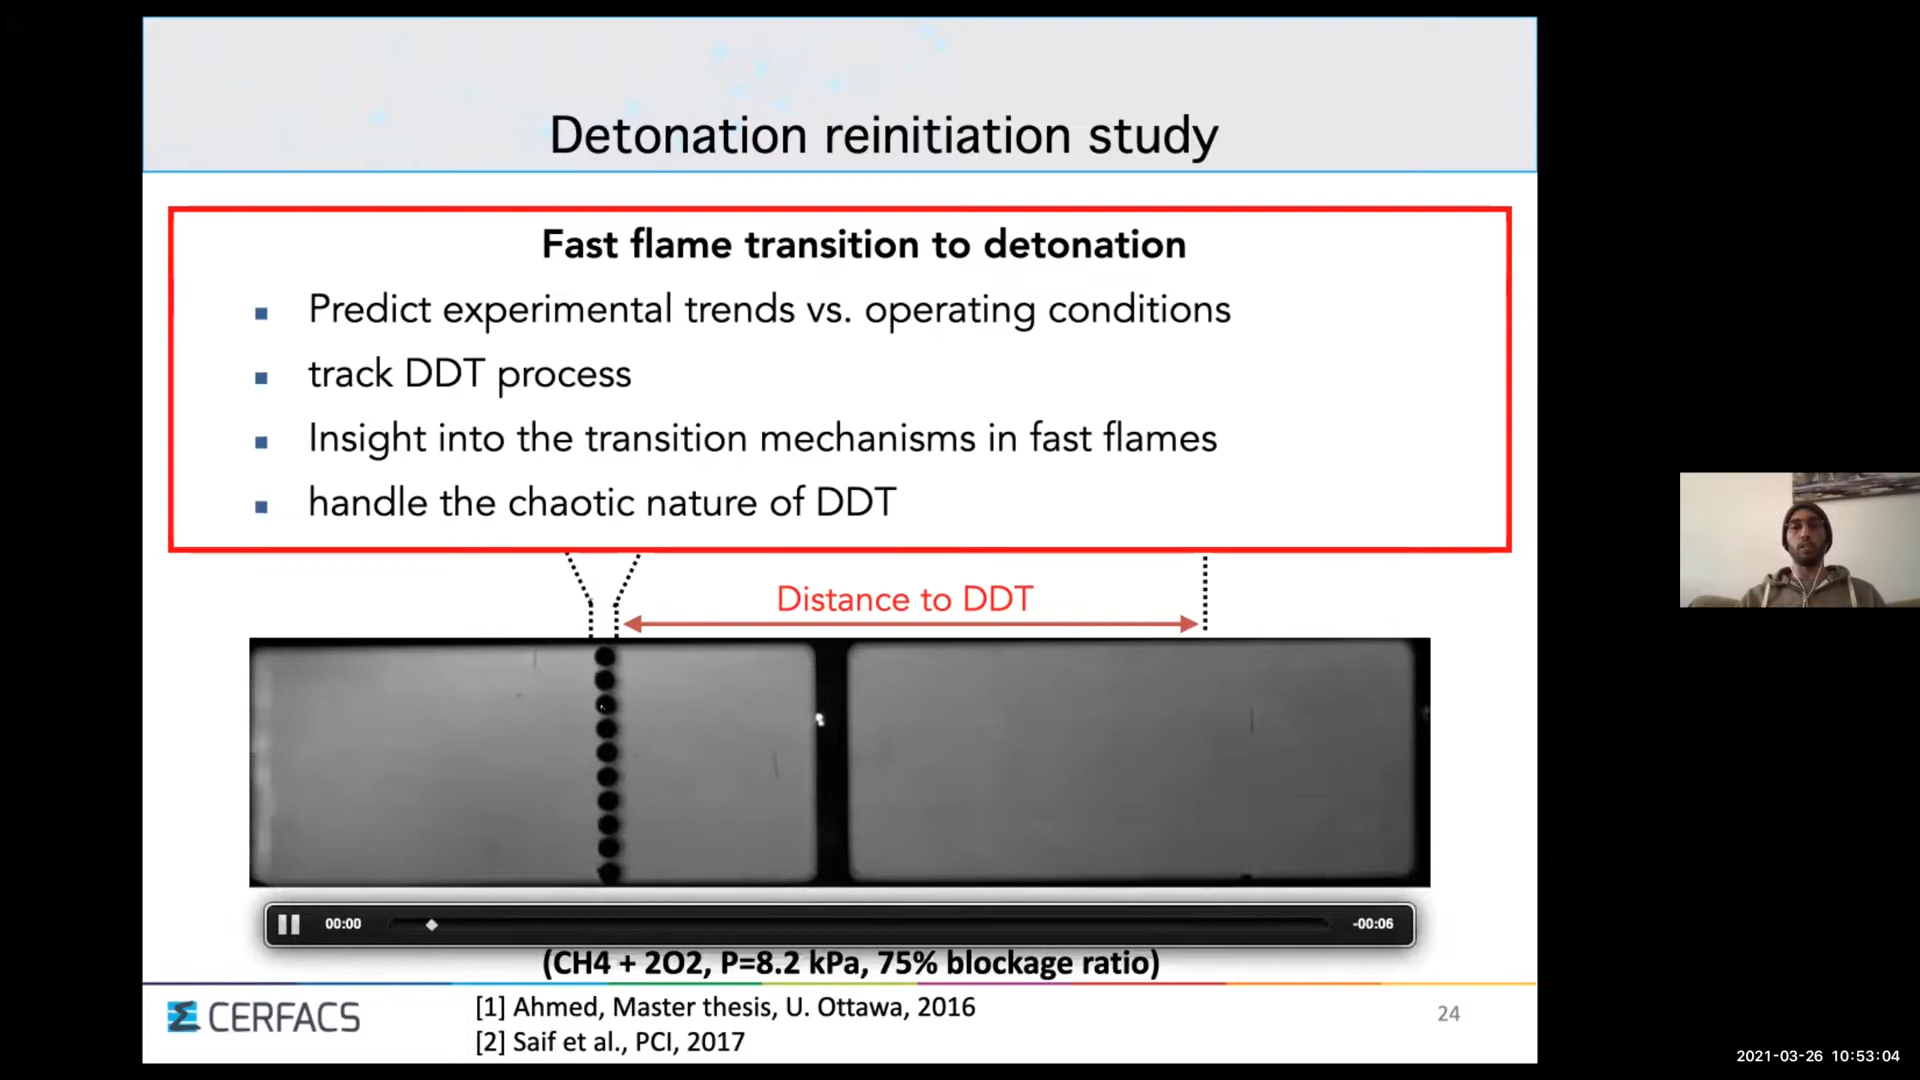 Detonation reinitiation study
Fast flame transition to detonation
Predict experimental trends vs. operating conditions
track DDT process
Insight into the transition mechanisms in fast flames
handle the chaotic nature of DDT
Distance to DDT
00:00
-00:06
(CH4 + 2O2, P=8.2 kPa, 75% blockage ratio)
CERFACS
[1] Ahmed, Master thesis, U. Ottawa, 2016
[2] Saif et al., PCI, 2017
24
2021-03-26 10:53:04